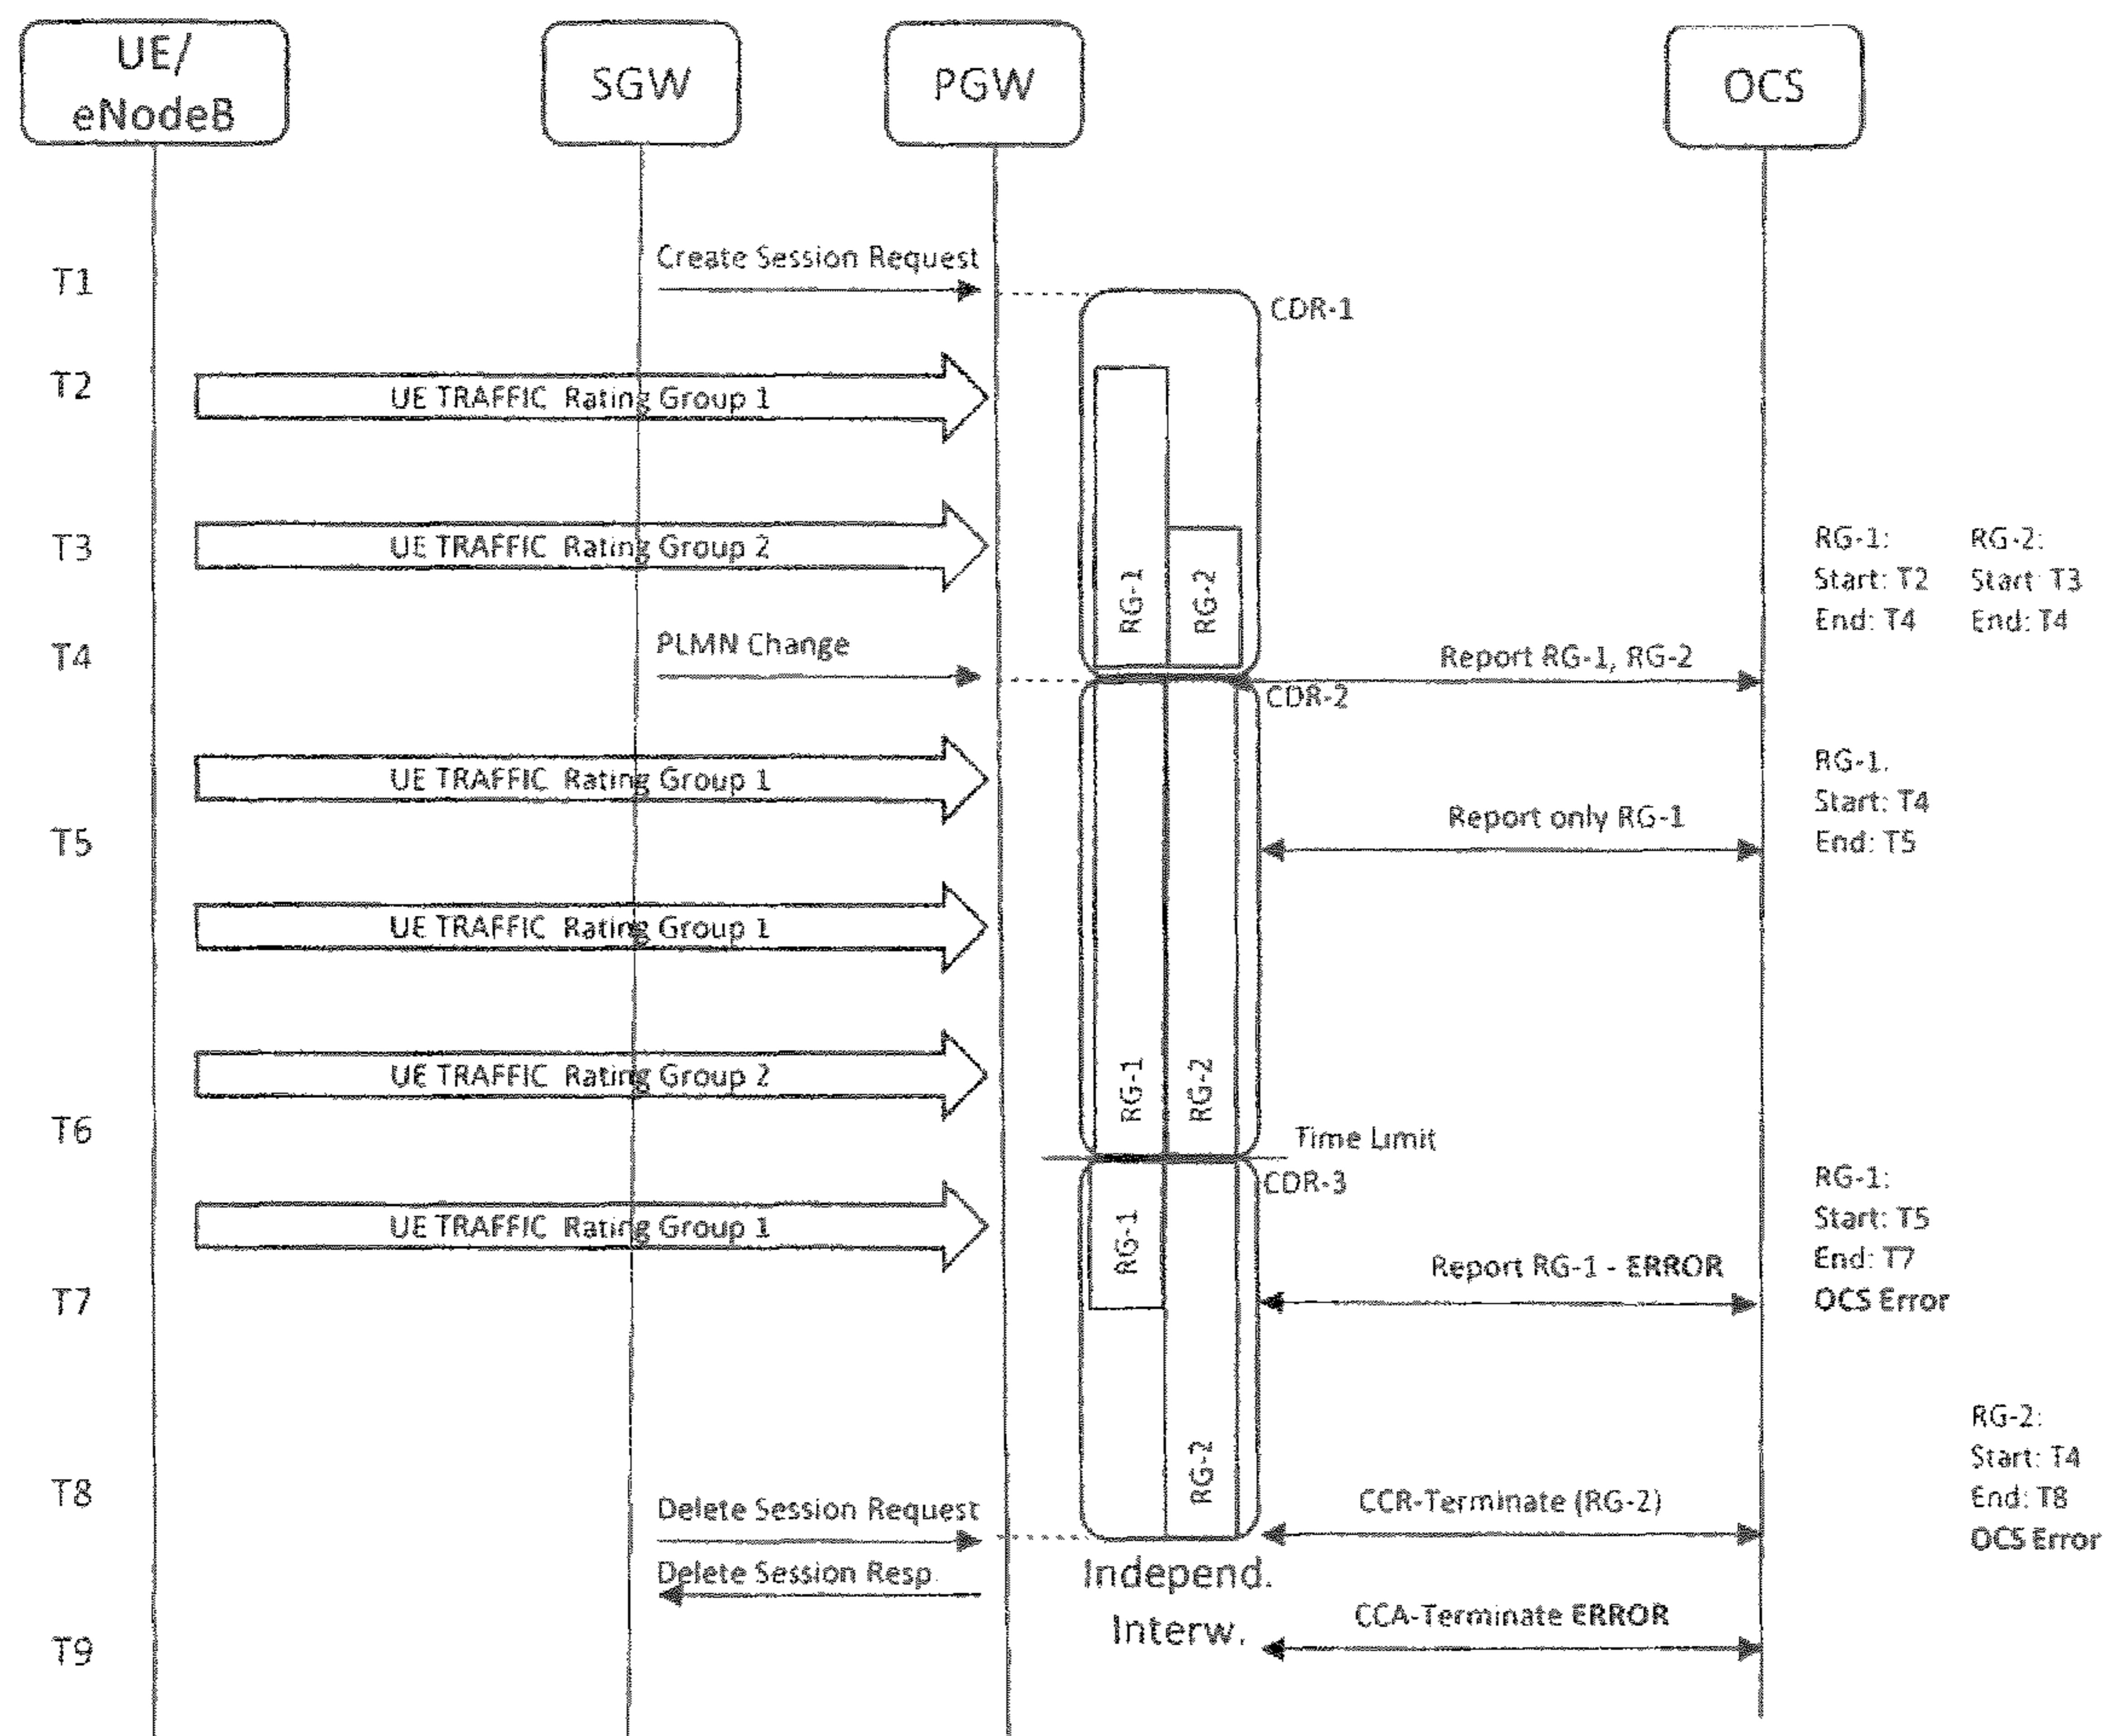 UE/
eNodeB
SGW
PGW
OCS
T1
Create Session Request
CDR-1
T2
UE TRAFFIC Rating Group 1
T3
UE TRAFFIC Rating Group 2
RG-1
RG-2
RG-1:
Start: T2
End: T4
RG-2:
Start: T3
End: T4
T4
PLMN Change
Report RG-1, RG-2
CDR-2
UE TRAFFIC Rating Group 1
T5
Report only RG-1
RG-1.
Start: T4
End: T5
UE TRAFFIC Rating Group 1
UE TRAFFIC Rating Group 2
RG-1
RG-2
T6
Time Limit
CDR-3
UE TRAFFIC Rating Group 1
RG-1
RG-1:
Start: T5
End: T7
OCS Error
Report RG-1 - ERROR
T7
RG-2:
Start: T4
End: T8
OCS Error
RG-2
T8
Delete Session Request
CCR-Terminate (RG-2)
Delete Session Resp.
Independ.
Interw.
CCA-Terminate ERROR
T9